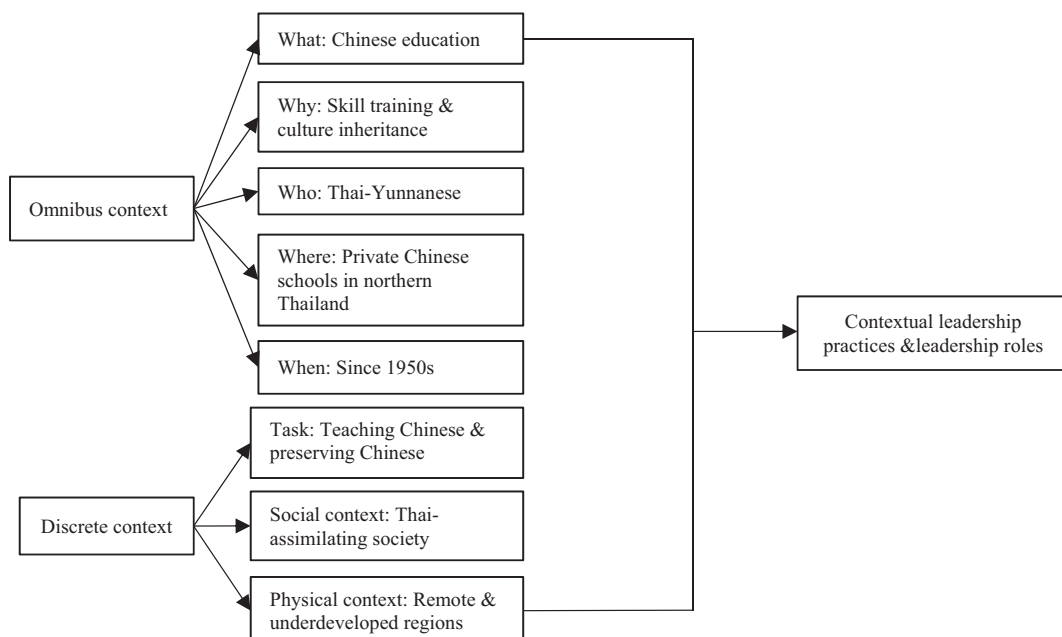 What: Chinese education
Why: Skill training &
culture inheritance
Who: Thai-Yunnanese
Omnibus context
Where: Private Chinese
schools in northern
Thailand
When: Since 1950s
Contextual leadership
practices &leadership roles
Task: Teaching Chinese &
preserving Chinese
Discrete context
Social context: Thai-
assimilating society
Physical context: Remote &
underdeveloped regions